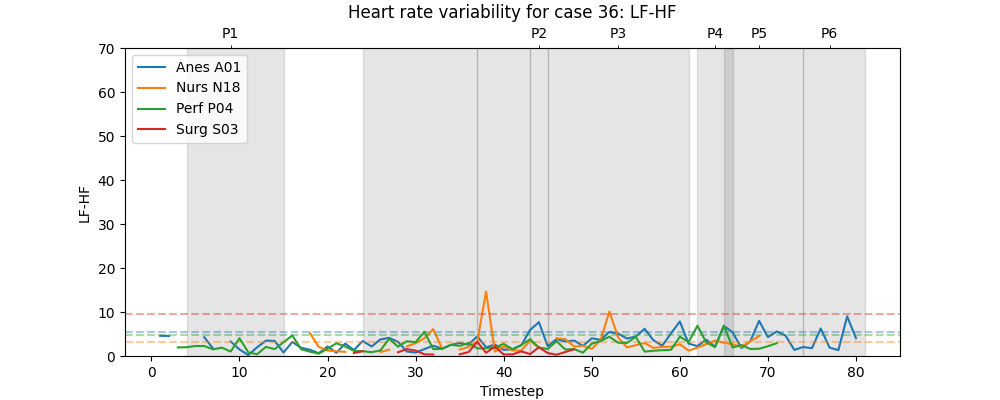 Heart rate variability for case 36: LF-HF
P1 P2 P3 P4 P5 P6
70
60
50
40
30
20
10
0
LF-HF
Anes A01
Nurs N18
Perf P04
Surg S03
0 10 20 30 40 50 60 70 80
Timestep